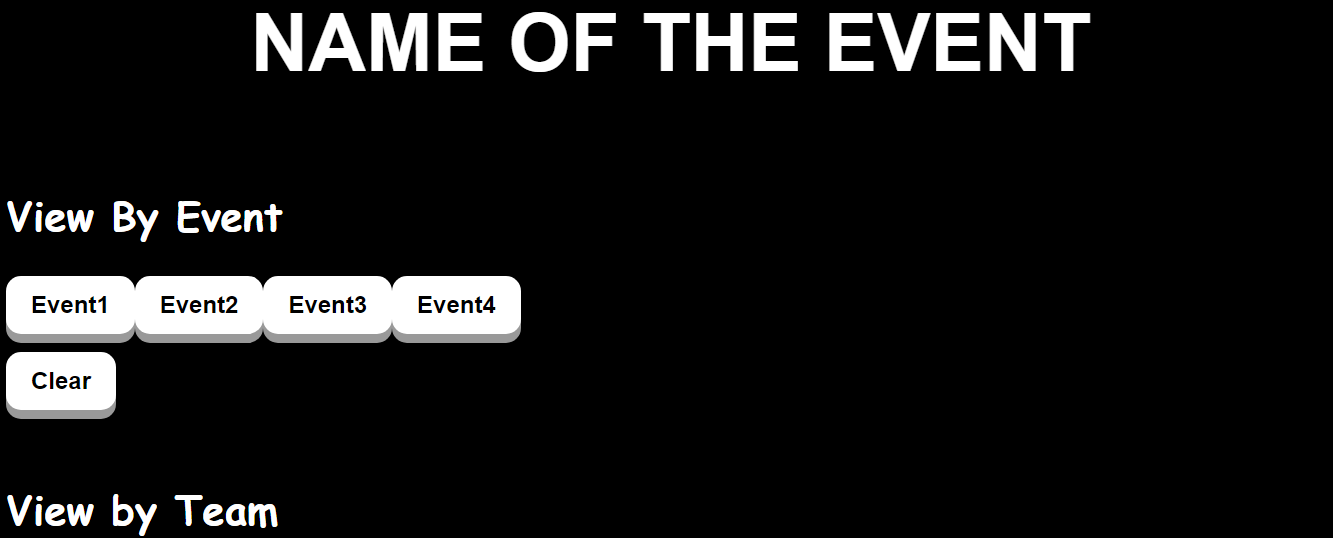 NAME OF THE EVENT
View By Event
Event1 Event2 Event3 Event4
Clear
View by Team